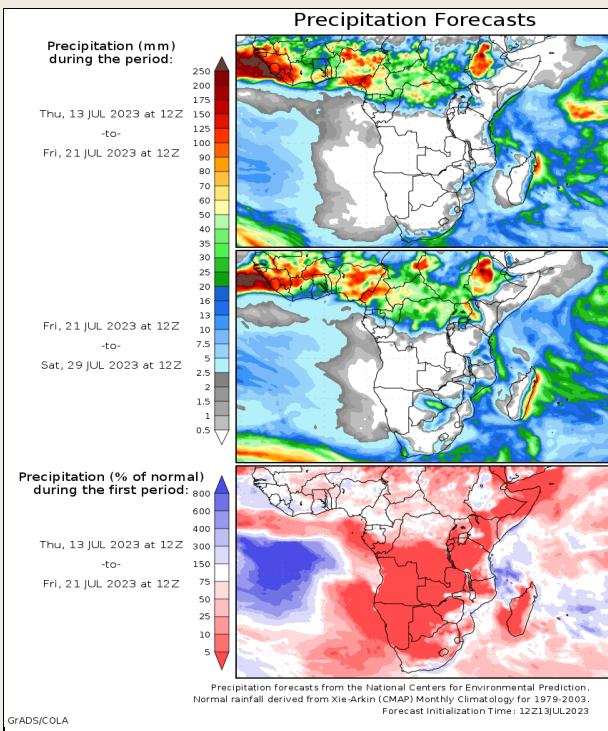 Precipitation Forecasts
Precipitation (mm)
during the period:
Thu, 13 JUL 2023 at 12Z
-to-
Fri, 21 JUL 2023 at 12Z
250
200
175
150
125
100
90
80
70
60
50
40
35
30
25
20
16
13
10
7.5
5
2.5
2
1.5
1
0.5
Fri, 21 JUL 2023 at 12Z
-to-
Sat, 29 JUL 2023 at 12Z
Precipitation (% of normal)
during the first period:
Thu, 13 JUL 2023 at 12Z
-to-
Fri, 21 JUL 2023 at 12Z
800
600
400
300
150
75
50
25
10
5
Precipitation forecasts from the National Centers for Environmental Prediction.
Normal rainfall derived from Xie-Arkin (CMAP) Monthly Climatology for 1979-2003.
Forecast Initialization Time: 12Z13JUL2023
GrADS/COLA